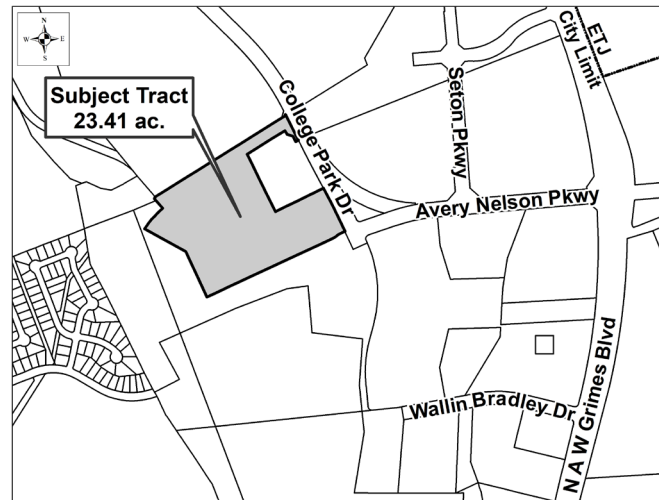 N
W E
S
Subject Tract
23.41 ac.
College Park Dr
Seton Pkwy
ETJ
City Limit
Avery Nelson Pkwy
N A W Grimes Blvd
Wallin Bradley Dr